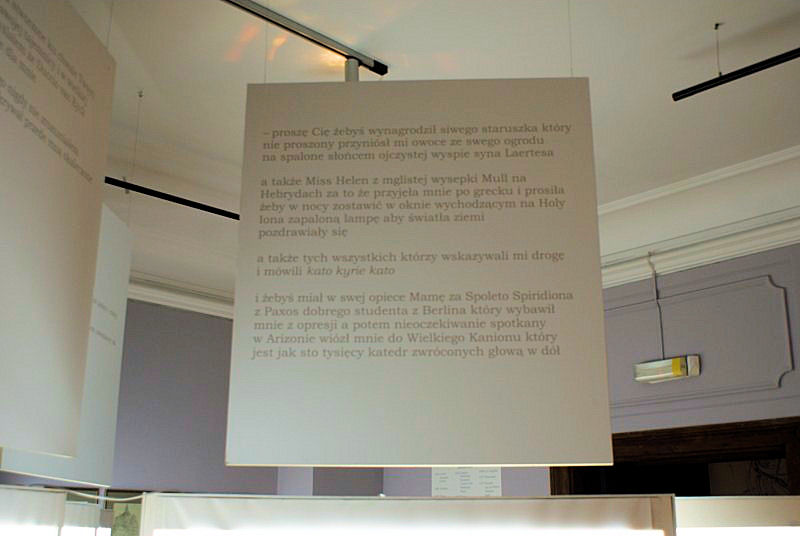 – proszę Cię żebyś wynagrodził siwego staruszka który
nie proszony przyniósł mi owoce ze swego ogrodu
na spalone słońcem ojczystej wyspie syna Laertesa
a także Miss Helen z mglistej wysepki Mull na
Hebrydach za to że przyjęła mnie po grecku i prosiła
żeby w nocy zostawić w oknie wychodzącym na Holy
Iona zapaloną lampę aby światła ziemi
pozdrawiały się
a także tych wszystkich którzy wskazywali mi drogę
i mówili kato kyrie kato
i żebyś miał w swej opiece Mamę za Spoleto Spiridiona
z Paxos dobrego studenta z Berlina który wybawił
mnie z opresji a potem nieoczekiwanie spotkany
w Arizonie wiózł mnie do Wielkiego Kanionu który
jest jak sto tysięcy katedr zwróconych głową w dół